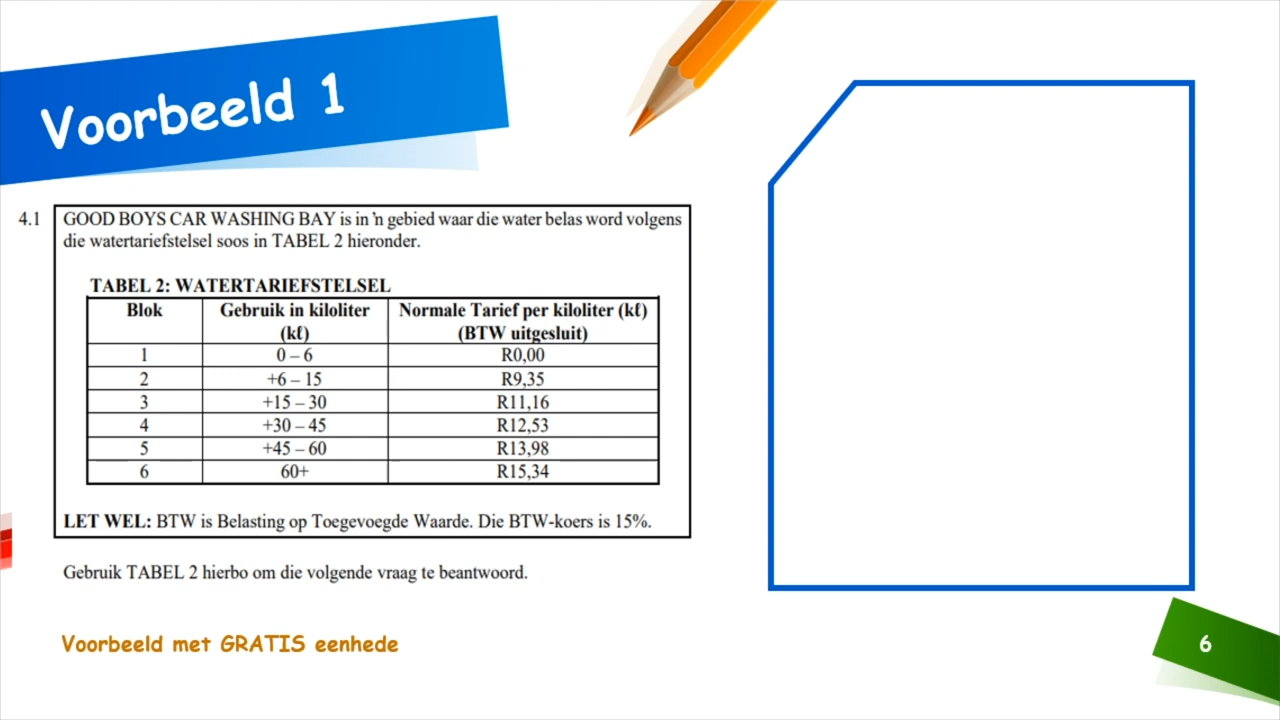 Voorbeeld 1
4.1 GOOD BOYS CAR WASHING BAY is in 'n gebied waar die water belas word volgens
die watertariefstelsel soos in TABEL 2 hieronder.
TABEL 2: WATERTARIEFSTELSEL
Blok Gebruik in kiloliter (kℓ) Normale Tarief per kiloliter (kℓ) (BTW uitgesluit)
1 0 – 6 R0,00
2 +6 – 15 R9,35
3 +15 – 30 R11,16
4 +30 – 45 R12,53
5 +45 – 60 R13,98
6 60+ R15,34
LET WEL: BTW is Belasting op Toegevoegde Waarde. Die BTW-koers is 15%.
Gebruik TABEL 2 hierbo om die volgende vraag te beantwoord.
Voorbeeld met GRATIS eenhede
6